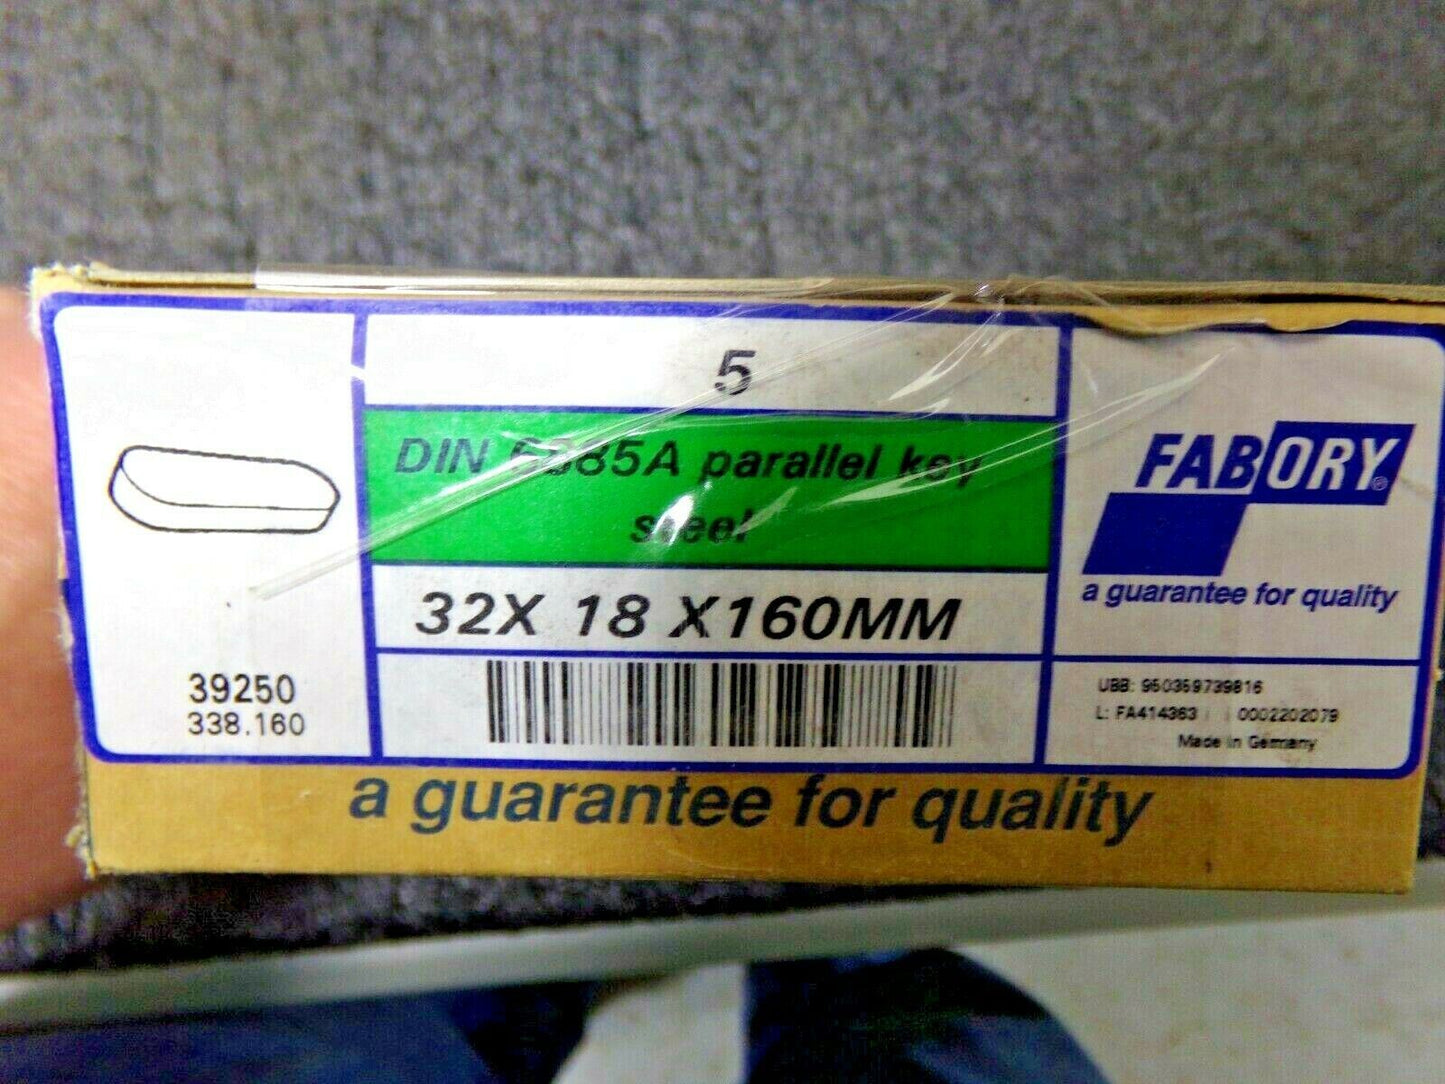 5
DIN 6885A parallel key
steel
32X 18 X160MM
39250
338.160
FABORY®
a guarantee for quality
UBB: 950359739816
L: FA414363 0002202079
Made in Germany
a guarantee for quality